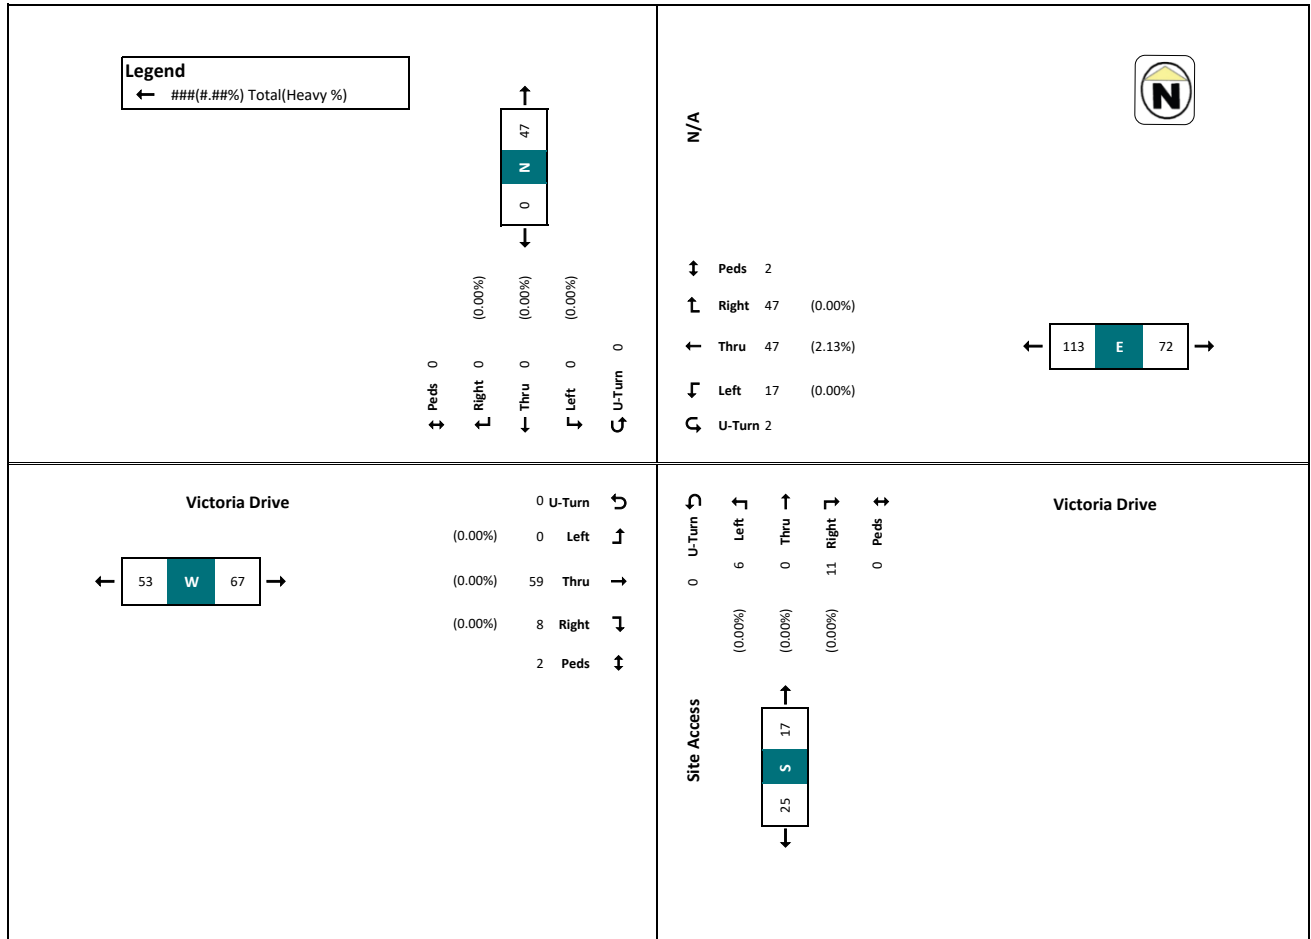 Legend
← ###(#.##%) Total(Heavy %)
47
N
0
(0.00%)
(0.00%)
(0.00%)
Peds 0
Right 0
Thru 0
Left 0
U-Turn 0
N/A
N
Peds 2
Right 47 (0.00%)
Thru 47 (2.13%)
Left 17 (0.00%)
U-Turn 2
113 E 72
Victoria Drive
0 U-Turn
(0.00%) 0 Left
(0.00%) 59 Thru
(0.00%) 8 Right
2 Peds
53 W 67
Victoria Drive
U-Turn 0
Left 6 (0.00%)
Thru 0 (0.00%)
Right 11 (0.00%)
Peds 0
Site Access
17
S
25